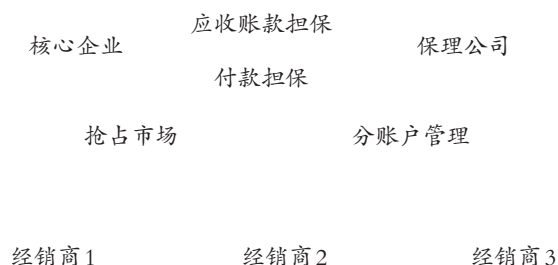 应收账款担保
核心企业 保理公司
付款担保
抢占市场 分账户管理
经销商1 经销商2 经销商3